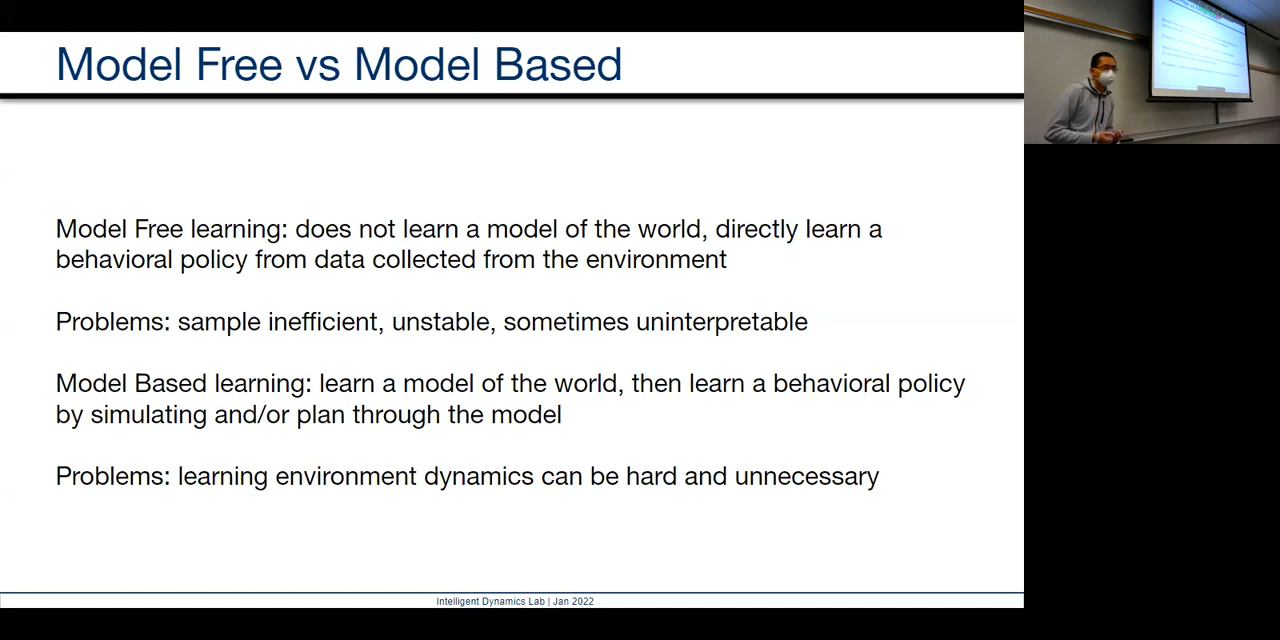 Model Free vs Model Based
Model Free learning: does not learn a model of the world, directly learn a
behavioral policy from data collected from the environment
Problems: sample inefficient, unstable, sometimes uninterpretable
Model Based learning: learn a model of the world, then learn a behavioral policy
by simulating and/or plan through the model
Problems: learning environment dynamics can be hard and unnecessary
Intelligent Dynamics Lab | Jan 2022